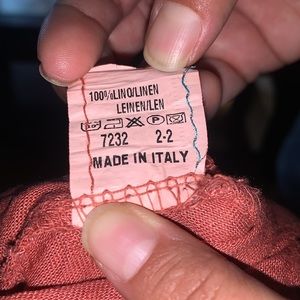 100%LINO/LINEN
LEINEN/LEN
P
7232 2-2
MADE IN ITALY